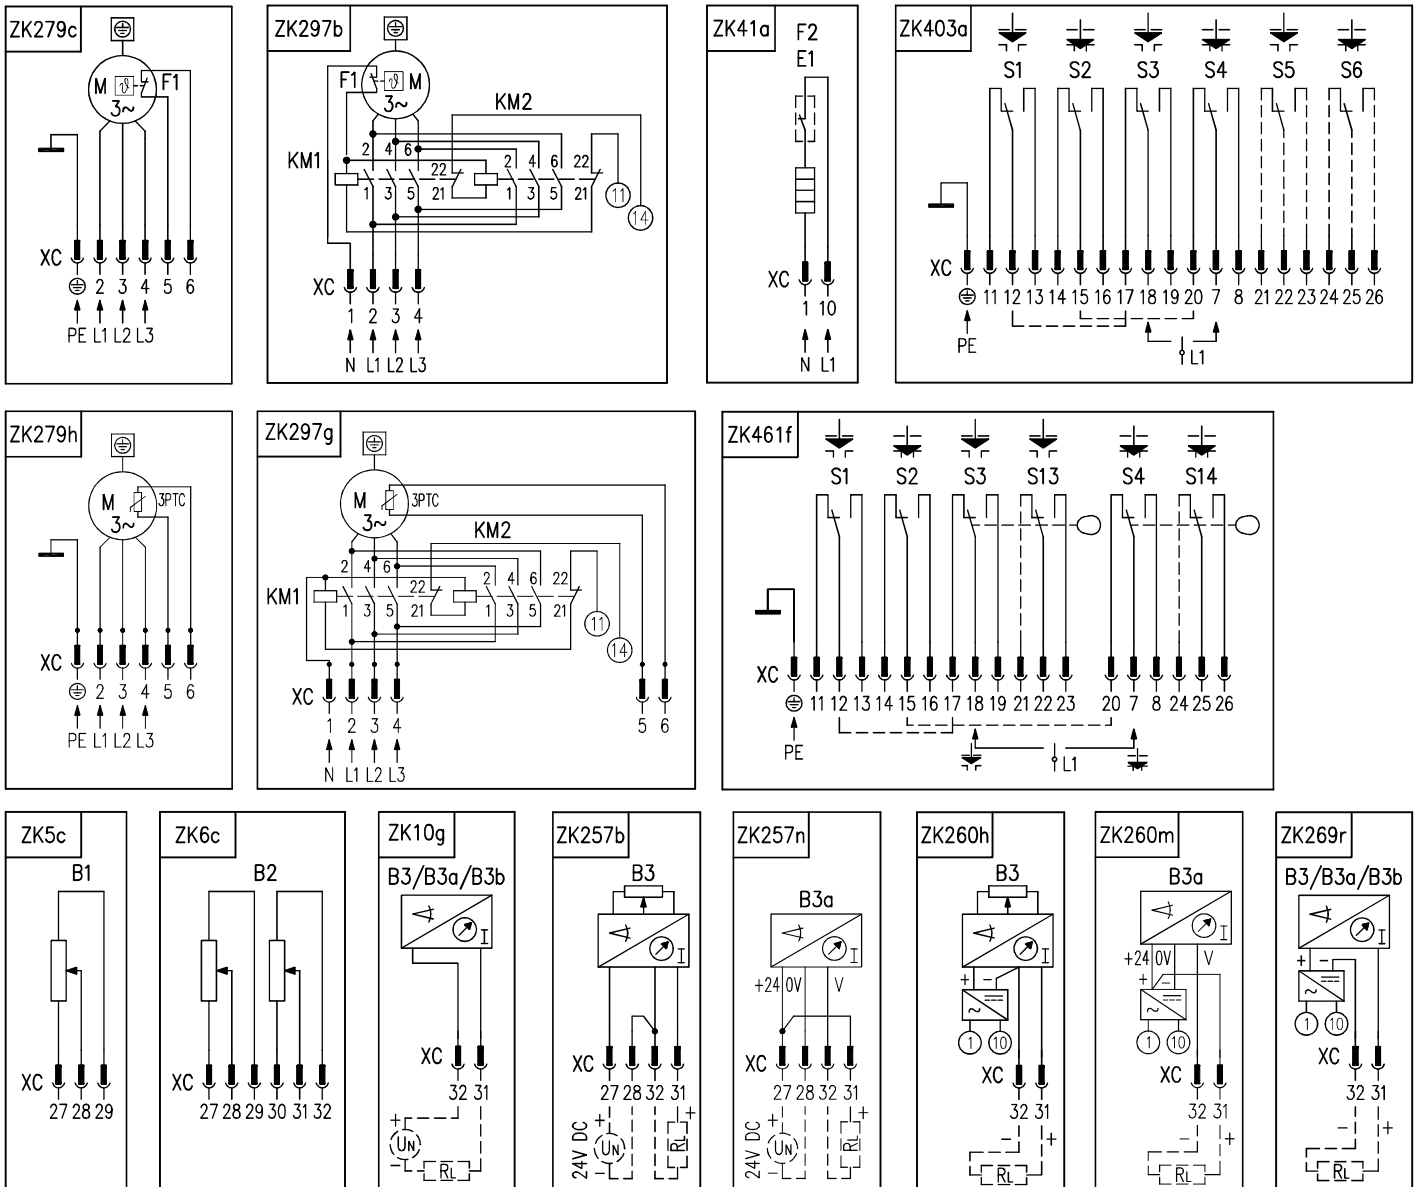 ZK279c
M ϑ F1
3~
XC
2 3 4 5 6
PE L1 L2 L3
ZK297b
F1 ϑ M
3~
KM2
KM1
2 4 6 22 2 4 6 22
1 3 5 21 1 3 5 21
11
14
XC
1 2 3 4
N L1 L2 L3
ZK41a
F2
E1
XC
1 10
N L1
ZK403a
S1 S2 S3 S4 S5 S6
XC
11 12 13 14 15 16 17 18 19 20 7 8 21 22 23 24 25 26
PE
L1
ZK279h
M 3PTC
3~
XC
2 3 4 5 6
PE L1 L2 L3
ZK297g
M 3PTC
3~
KM2
KM1
2 4 6 22 2 4 6 22
1 3 5 21 1 3 5 21
11
14
XC
1 2 3 4 5 6
N L1 L2 L3
ZK461f
S1 S2 S3 S13 S4 S14
XC
11 12 13 14 15 16 17 18 19 21 22 23 20 7 8 24 25 26
PE
L1
ZK5c
B1
XC
27 28 29
ZK6c
B2
XC
27 28 29 30 31 32
ZK10g
B3/B3a/B3b
I
XC
32 31
+
UN
−
RL
ZK257b
B3
I
XC
27 28 32 31
+ +
24V DC UN RL
−
ZK257n
B3a
I
+24 0V V
XC
27 28 32 31
+ +
24V DC UN RL
−
ZK260h
B3
I
+ −
~
1 10
XC
32 31
− +
RL
ZK260m
B3a
I
+24 0V V
+ −
~
1 10
XC
32 31
− +
RL
ZK269r
B3/B3a/B3b
I
+ −
~
1 10
XC
32 31
− +
RL